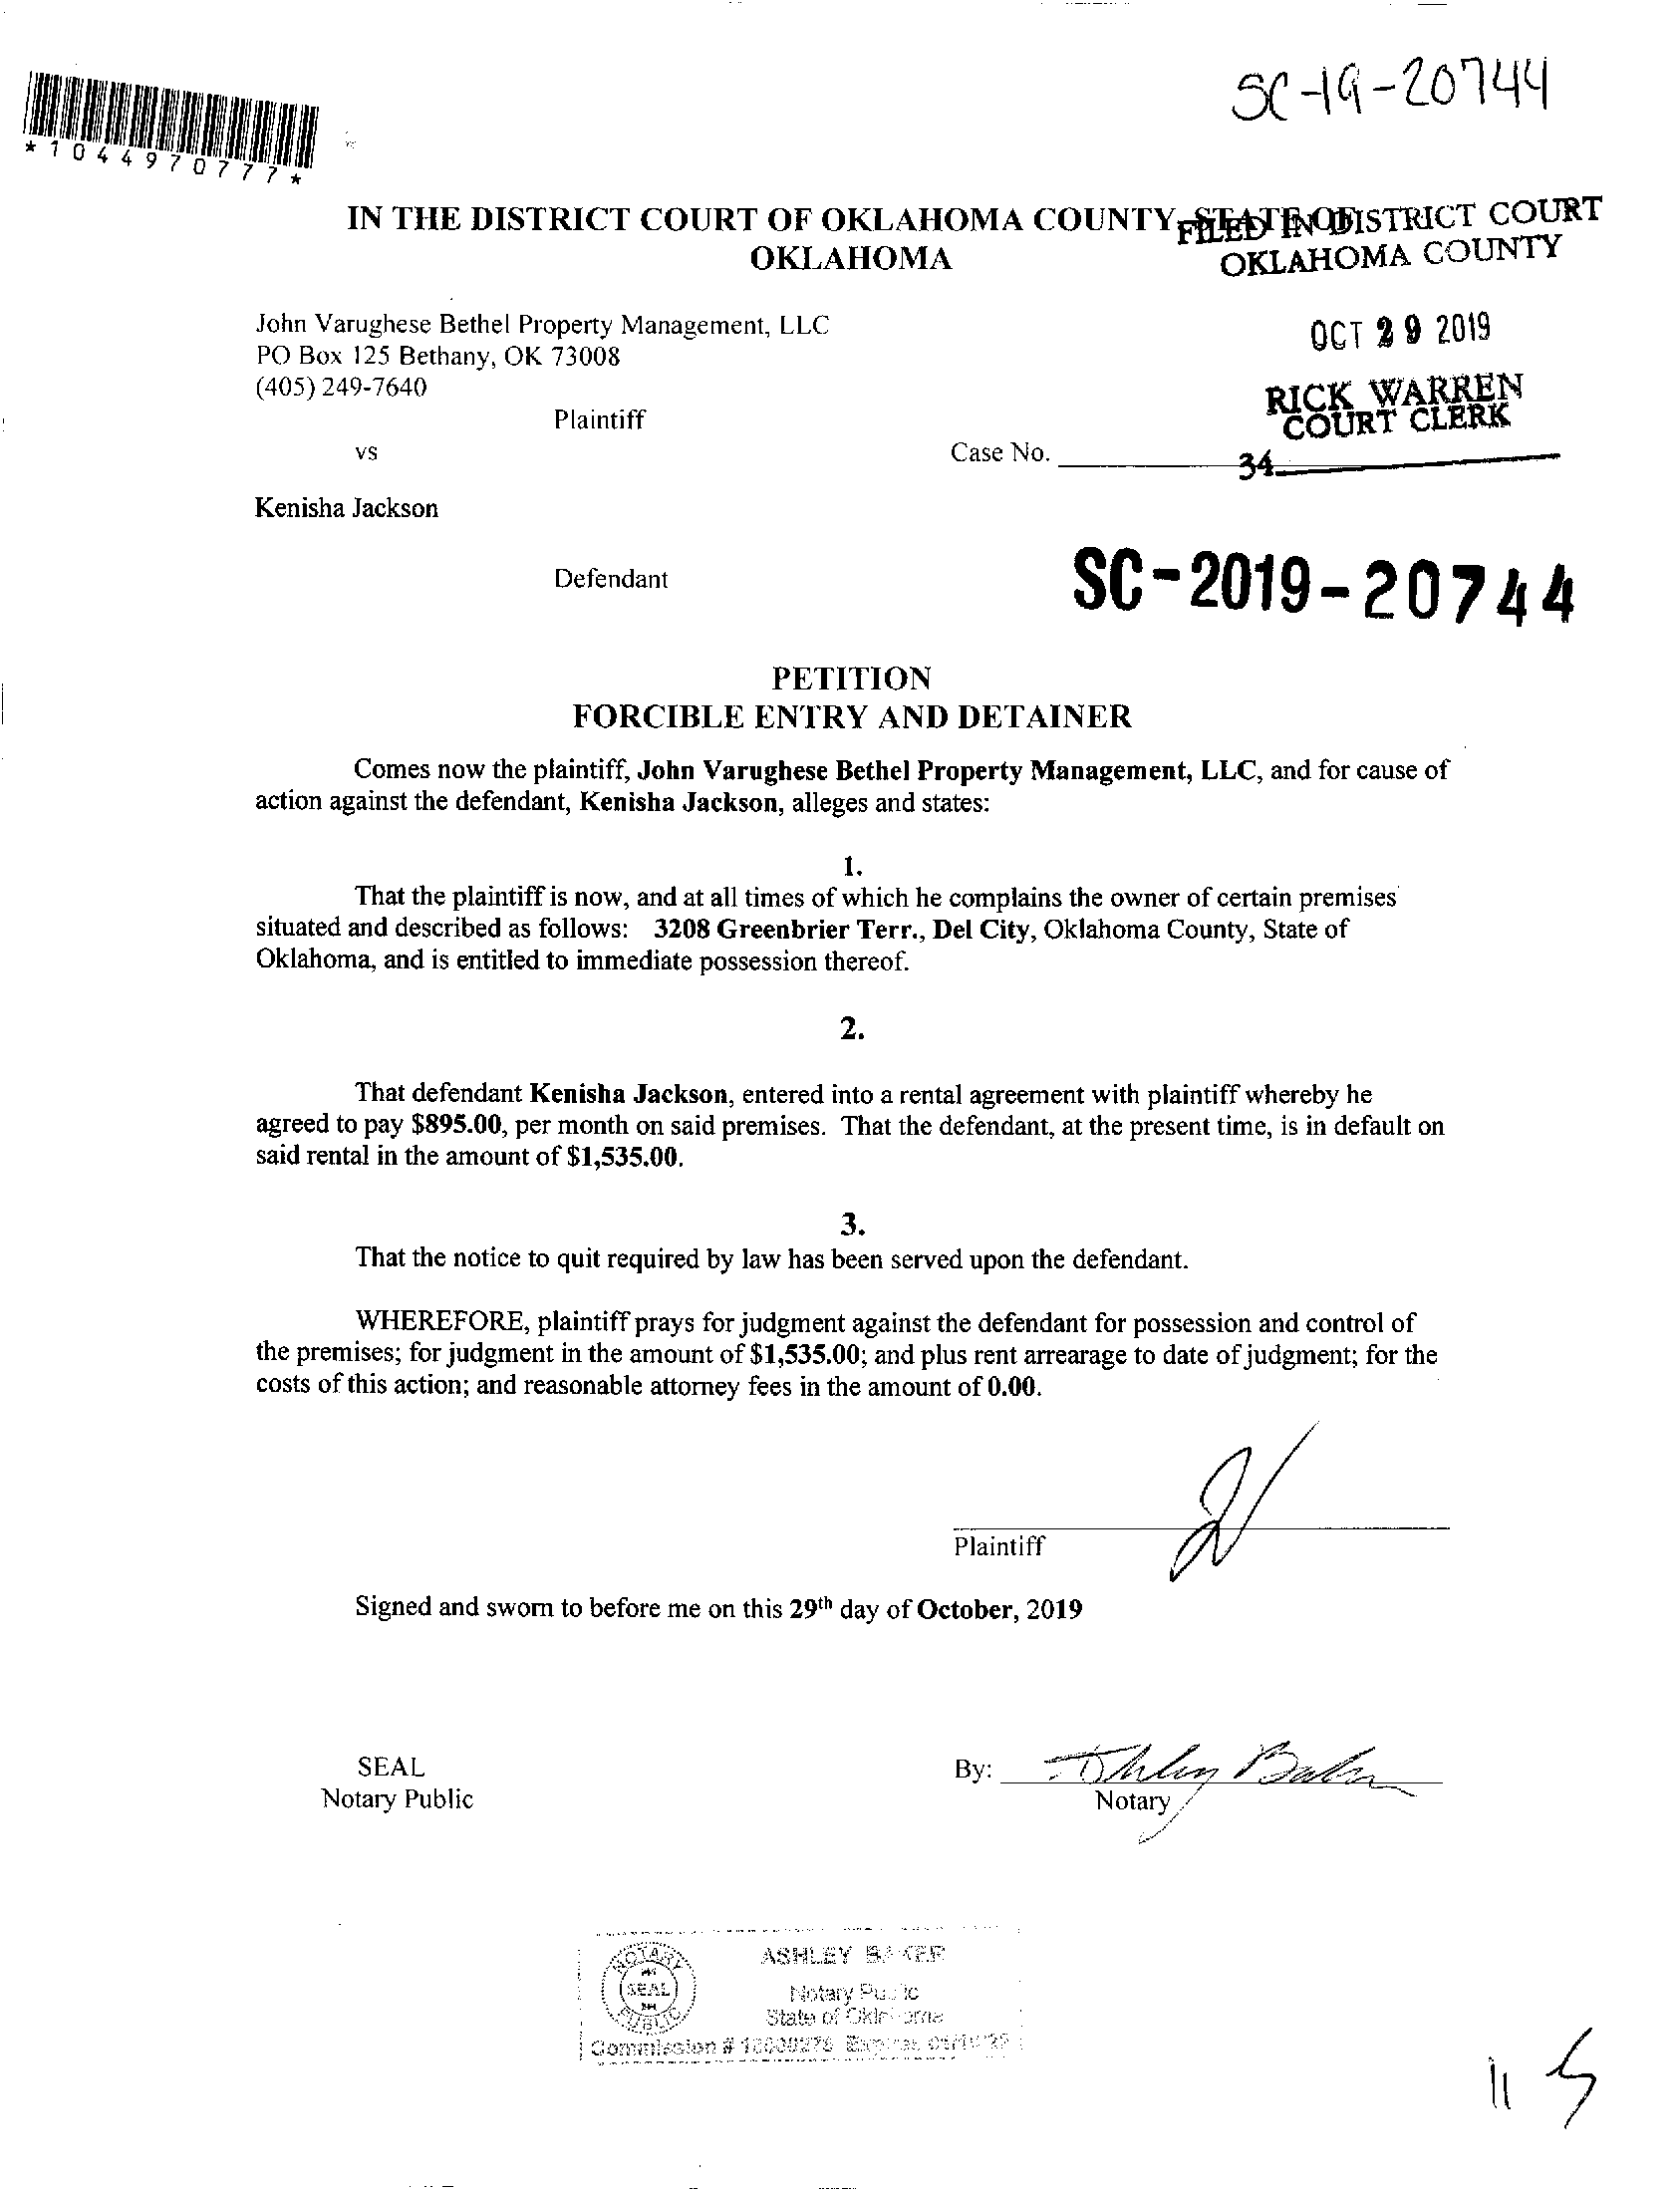 SC-19-20744
*1044970777*
IN THE DISTRICT COURT OF OKLAHOMA COUNTY, STATE OF
OKLAHOMA
FILED IN DISTRICT COURT
OKLAHOMA COUNTY
OCT 29 2019
RICK WARREN
COURT CLERK
34
John Varughese Bethel Property Management, LLC
PO Box 125 Bethany, OK 73008
(405) 249-7640
Plaintiff
vs
Case No.
Kenisha Jackson
Defendant
SC-2019-20744
PETITION
FORCIBLE ENTRY AND DETAINER
Comes now the plaintiff, John Varughese Bethel Property Management, LLC, and for cause of
action against the defendant, Kenisha Jackson, alleges and states:
1.
That the plaintiff is now, and at all times of which he complains the owner of certain premises
situated and described as follows: 3208 Greenbrier Terr., Del City, Oklahoma County, State of
Oklahoma, and is entitled to immediate possession thereof.
2.
That defendant Kenisha Jackson, entered into a rental agreement with plaintiff whereby he
agreed to pay $895.00, per month on said premises. That the defendant, at the present time, is in default on
said rental in the amount of $1,535.00.
3.
That the notice to quit required by law has been served upon the defendant.
WHEREFORE, plaintiff prays for judgment against the defendant for possession and control of
the premises; for judgment in the amount of $1,535.00; and plus rent arrearage to date of judgment; for the
costs of this action; and reasonable attorney fees in the amount of 0.00.
Plaintiff
Signed and sworn to before me on this 29th day of October, 2019
SEAL
Notary Public
By: Ashley Baker
Notary
NOTARY
SEAL
PUBLIC
ASHLEY BAKER
Notary Public
State of Oklahoma
Commission # Expires
11 5